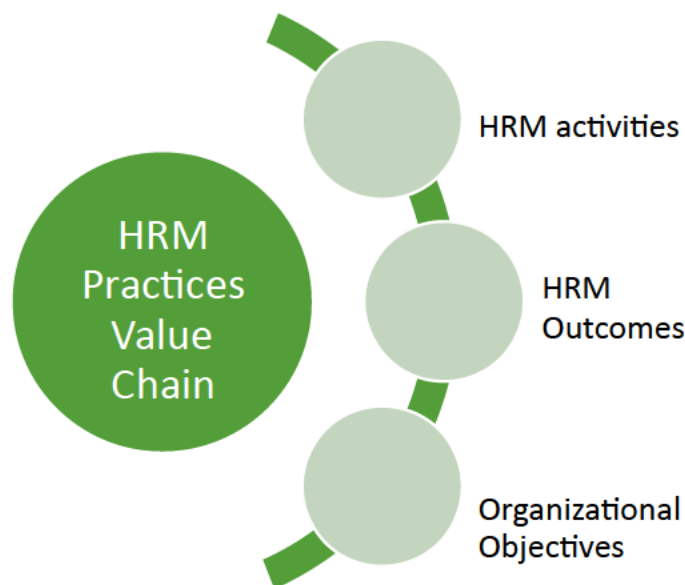 HRM
Practices
Value
Chain
HRM activities
HRM
Outcomes
Organizational
Objectives